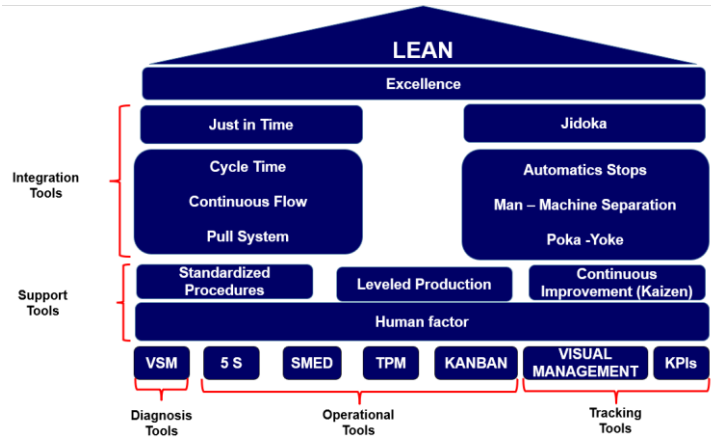 LEAN
Excellence
Just in Time
Jidoka
Integration
Tools
Cycle Time
Continuous Flow
Pull System
Automatics Stops
Man – Machine Separation
Poka -Yoke
Support
Tools
Standardized
Procedures
Leveled Production
Continuous
Improvement (Kaizen)
Human factor
VSM
5 S
SMED
TPM
KANBAN
VISUAL
MANAGEMENT
KPIs
Diagnosis
Tools
Operational
Tools
Tracking
Tools